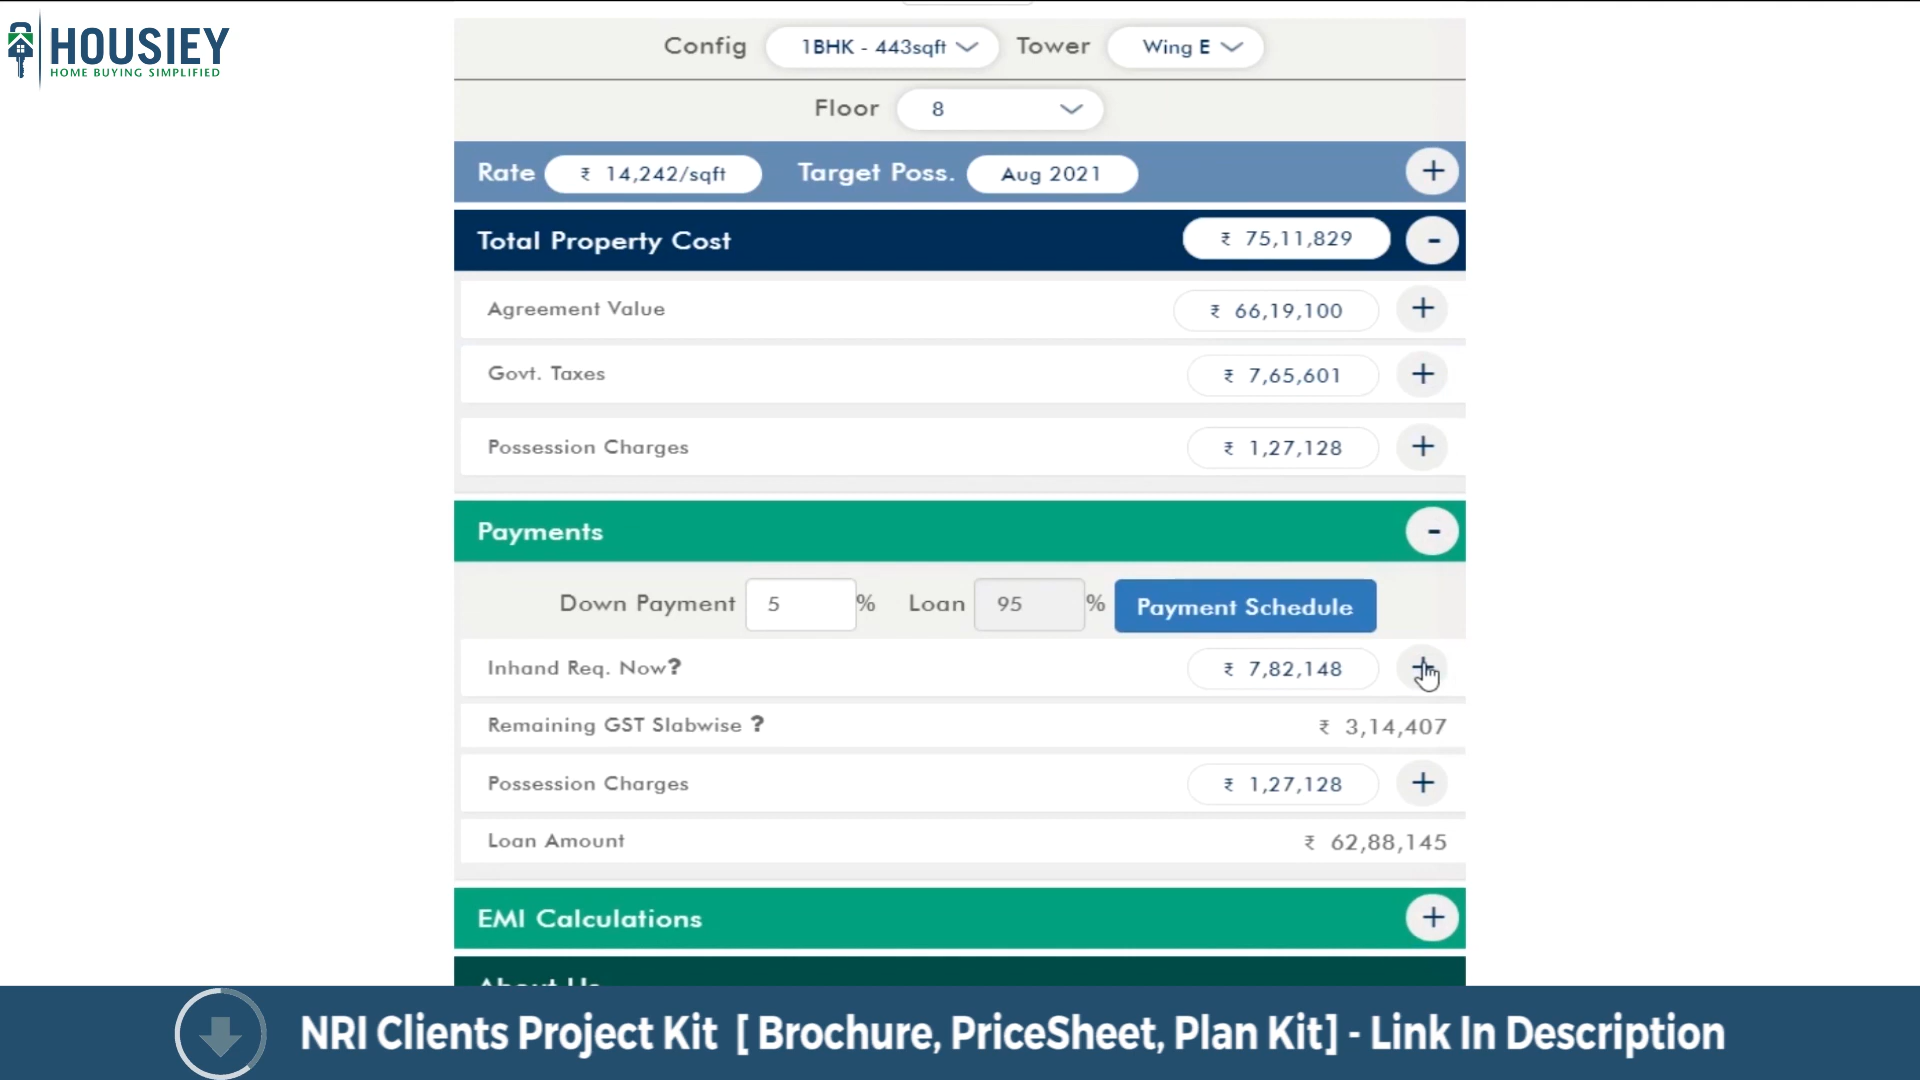 HOUSIEY
HOME BUYING SIMPLIFIED
Config 1BHK - 443sqft Tower Wing E
Floor 8
Rate ₹ 14,242/sqft Target Poss. Aug 2021 +
Total Property Cost ₹ 75,11,829 -
Agreement Value ₹ 66,19,100 +
Govt. Taxes ₹ 7,65,601 +
Possession Charges ₹ 1,27,128 +
Payments -
Down Payment 5 % Loan 95 % Payment Schedule
Inhand Req. Now? ₹ 7,82,148 +
Remaining GST Slabwise ? ₹ 3,14,407
Possession Charges ₹ 1,27,128 +
Loan Amount ₹ 62,88,145
EMI Calculations +
About Us
NRI Clients Project Kit [ Brochure, PriceSheet, Plan Kit] - Link In Description